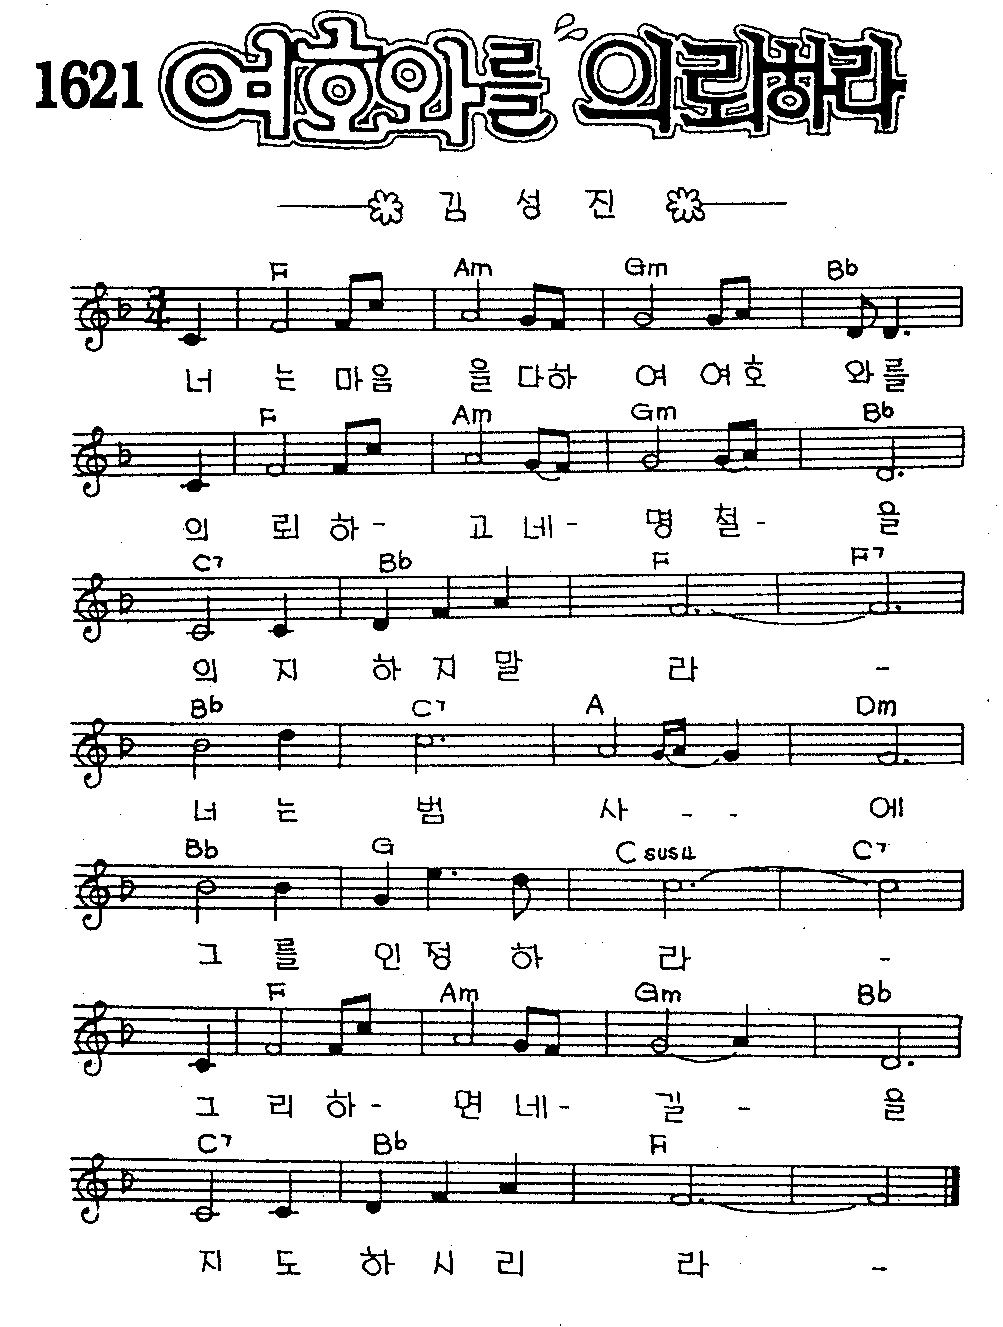 1621 여호와를 의뢰하라
김 성 진
F Am Gm Bb
너 는 마음 을 다하 여 여호 와를
F Am Gm Bb
의 뢰 하- 고 네- 명 철- 을
C7 Bb F F7
의 지 하 지 말 라 -
Bb C7 A Dm
너 는 범 사 - - 에
Bb G C sus4 C7
그 를 인 정 하 라 -
F Am Gm Bb
그 리 하- 면 네- 길 - 을
C7 Bb F
지 도 하 시 리 라 -